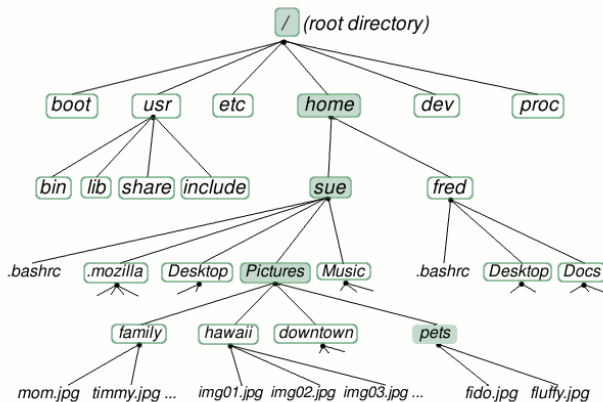 / (root directory)
boot usr etc home dev proc
bin lib share include sue fred
.bashrc .mozilla Desktop Pictures Music .bashrc Desktop Docs
family hawaii downtown pets
mom.jpg timmy.jpg ... img01.jpg img02.jpg img03.jpg ... fido.jpg fluffy.jpg